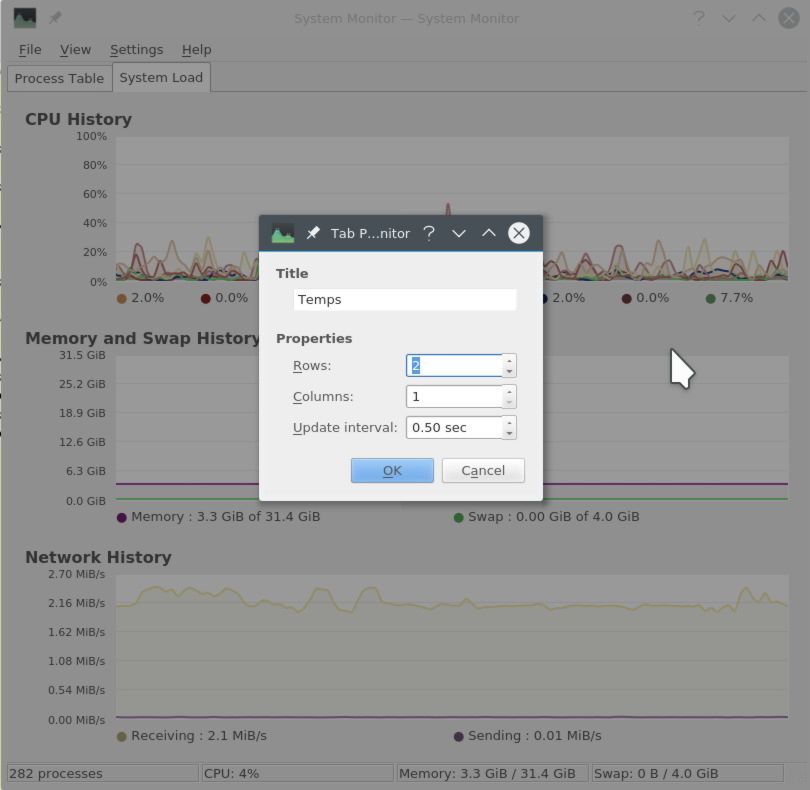 System Monitor — System Monitor
File View Settings Help
Process Table System Load
CPU History
100%
80%
60%
40%
20%
0%
2.0% 0.0% 2.0% 0.0% 7.7%
Tab P...nitor
Title
Temps
Properties
Rows: 2
Columns: 1
Update interval: 0.50 sec
OK Cancel
Memory and Swap History
31.5 GiB
25.2 GiB
18.9 GiB
12.6 GiB
6.3 GiB
0.0 GiB
Memory : 3.3 GiB of 31.4 GiB Swap : 0.00 GiB of 4.0 GiB
Network History
2.70 MiB/s
2.16 MiB/s
1.62 MiB/s
1.08 MiB/s
0.54 MiB/s
0.00 MiB/s
Receiving : 2.1 MiB/s Sending : 0.01 MiB/s
282 processes CPU: 4% Memory: 3.3 GiB / 31.4 GiB Swap: 0 B / 4.0 GiB